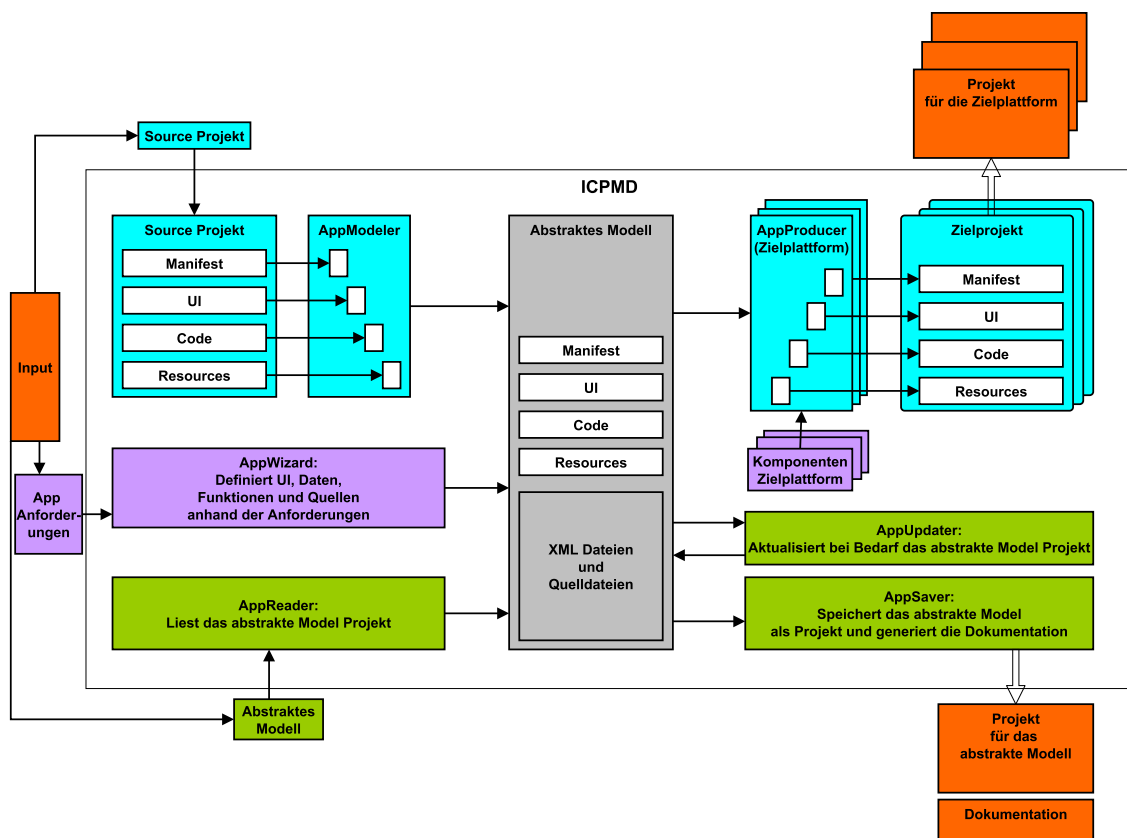 Projekt
für die Zielplattform
Source Projekt
ICPMD
Source Projekt
Manifest
UI
Code
Resources
AppModeler
Abstraktes Modell
Manifest
UI
Code
Resources
XML Dateien
und
Quelldateien
AppProducer
(Zielplattform)
Zielprojekt
Manifest
UI
Code
Resources
Komponenten
Zielplattform
Input
App
Anforder-
ungen
AppWizard:
Definiert UI, Daten,
Funktionen und Quellen
anhand der Anforderungen
AppUpdater:
Aktualisiert bei Bedarf das abstrakte Model Projekt
AppReader:
Liest das abstrakte Model Projekt
AppSaver:
Speichert das abstrakte Model
als Projekt und generiert die Dokumentation
Abstraktes
Modell
Projekt
für das
abstrakte Modell
Dokumentation